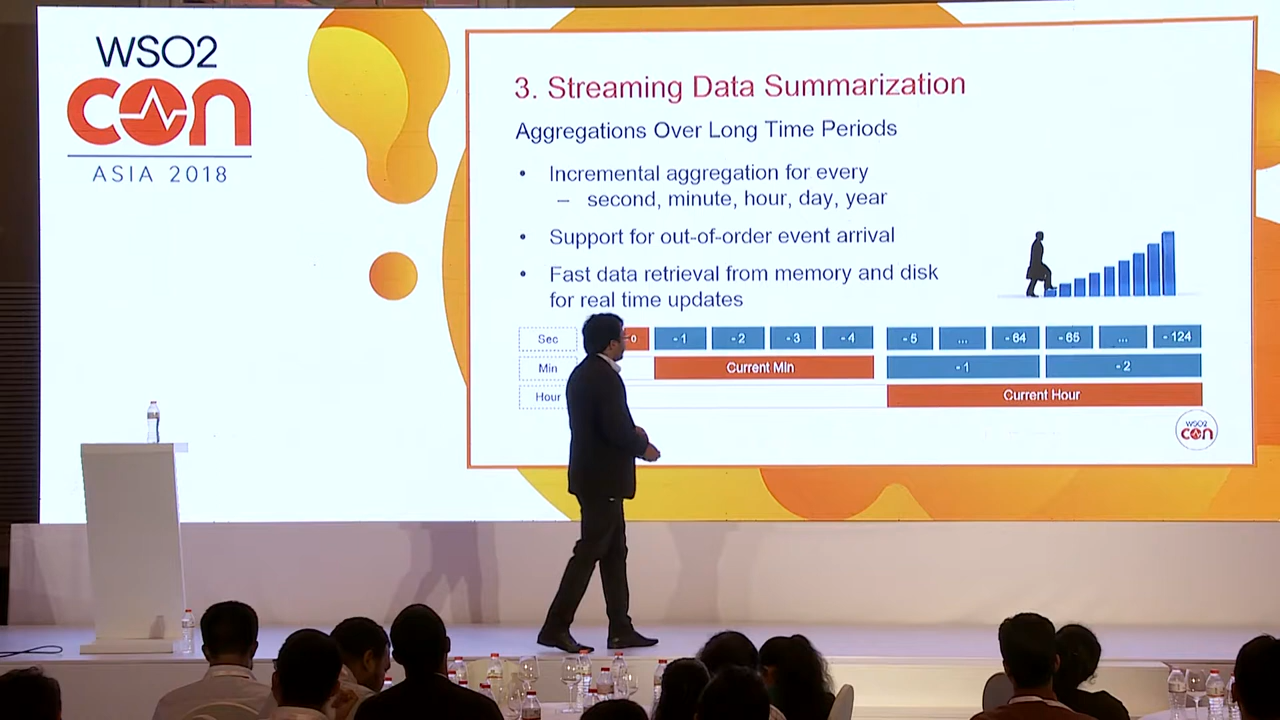 WSO2
CON
ASIA 2018
3. Streaming Data Summarization
Aggregations Over Long Time Periods
• Incremental aggregation for every
– second, minute, hour, day, year
• Support for out-of-order event arrival
• Fast data retrieval from memory and disk
for real time updates
Sec 0 - 1 - 2 - 3 - 4 - 5 ... - 64 - 65 ... - 124
Min Current Min - 1 - 2
Hour Current Hour
WSO2
CON